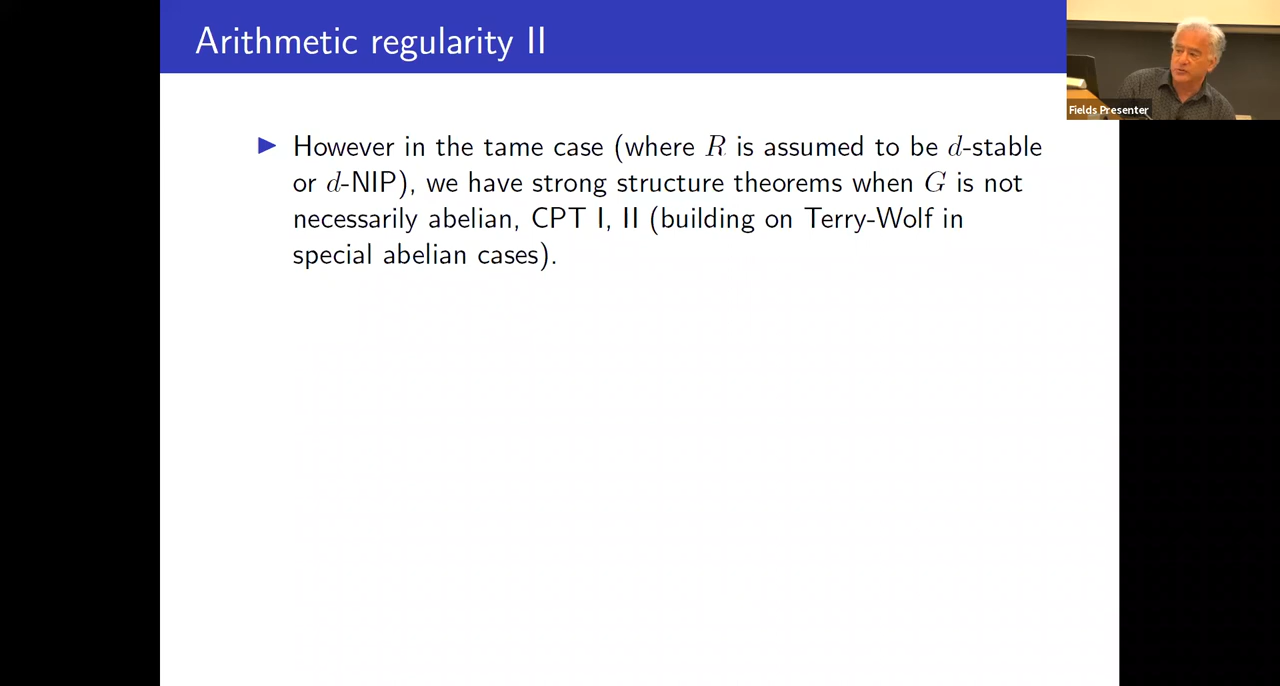 Arithmetic regularity II
Fields Presenter
▶ However in the tame case (where R is assumed to be d-stable
or d-NIP), we have strong structure theorems when G is not
necessarily abelian, CPT I, II (building on Terry-Wolf in
special abelian cases).